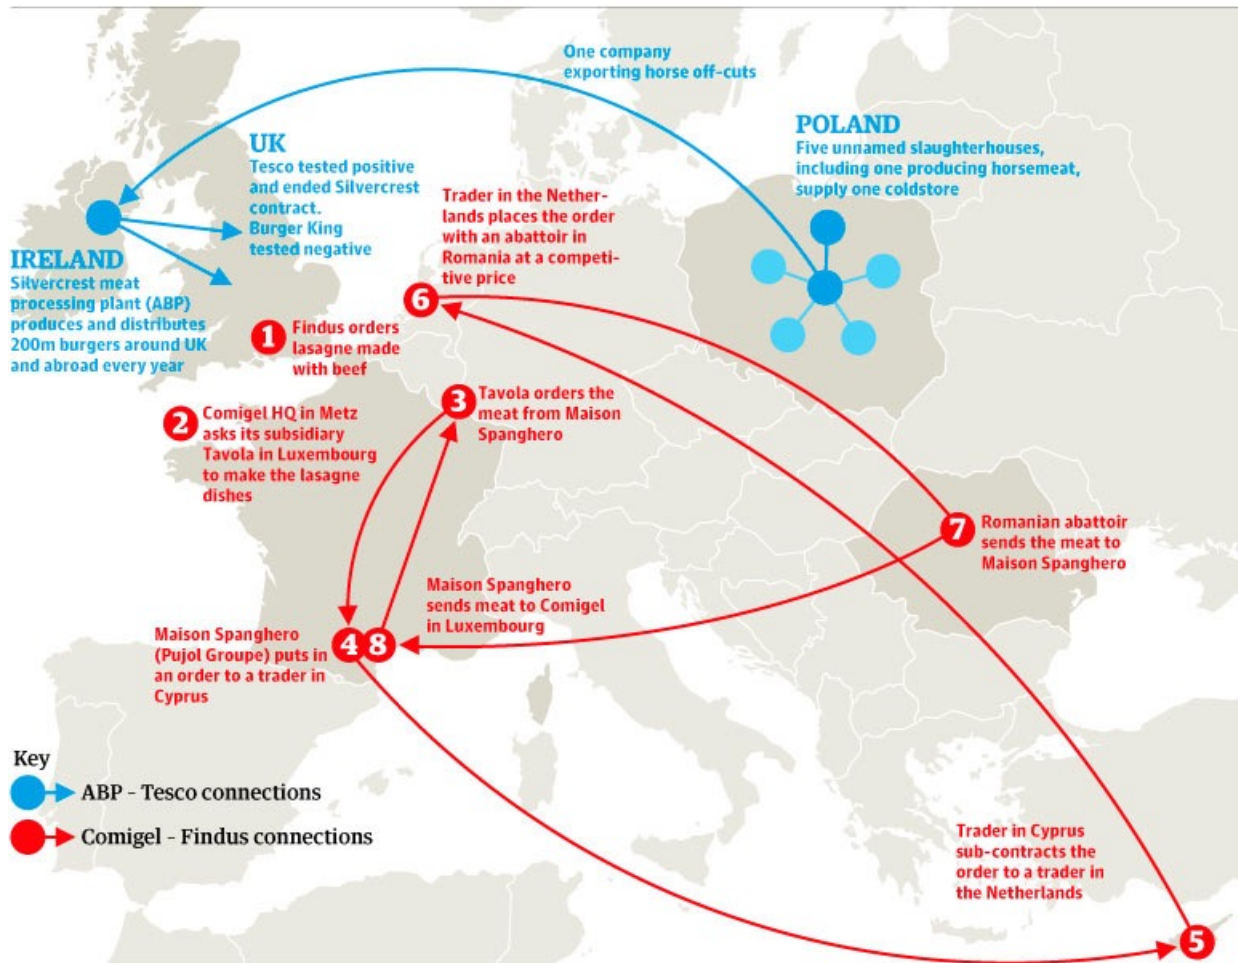 One company
exporting horse off-cuts
POLAND
Five unnamed slaughterhouses,
including one producing horsemeat,
supply one coldstore
UK
Tesco tested positive
and ended Silvercrest
contract.
Burger King
tested negative
IRELAND
Silvercrest meat
processing plant (ABP)
produces and distributes
200m burgers around UK
and abroad every year
Trader in the Nether-
lands places the order
with an abattoir in
Romania at a competi-
tive price
6
1
Findus orders
lasagne made
with beef
2
Comigel HQ in Metz
asks its subsidiary
Tavola in Luxembourg
to make the lasagne
dishes
3
Tavola orders the
meat from Maison
Spanghero
7
Romanian abattoir
sends the meat to
Maison Spanghero
Maison Spanghero
sends meat to Comigel
in Luxembourg
4
8
Maison Spanghero
(Pujol Groupe) puts in
an order to a trader in
Cyprus
Key
ABP - Tesco connections
Comigel - Findus connections
Trader in Cyprus
sub-contracts the
order to a trader in
the Netherlands
5